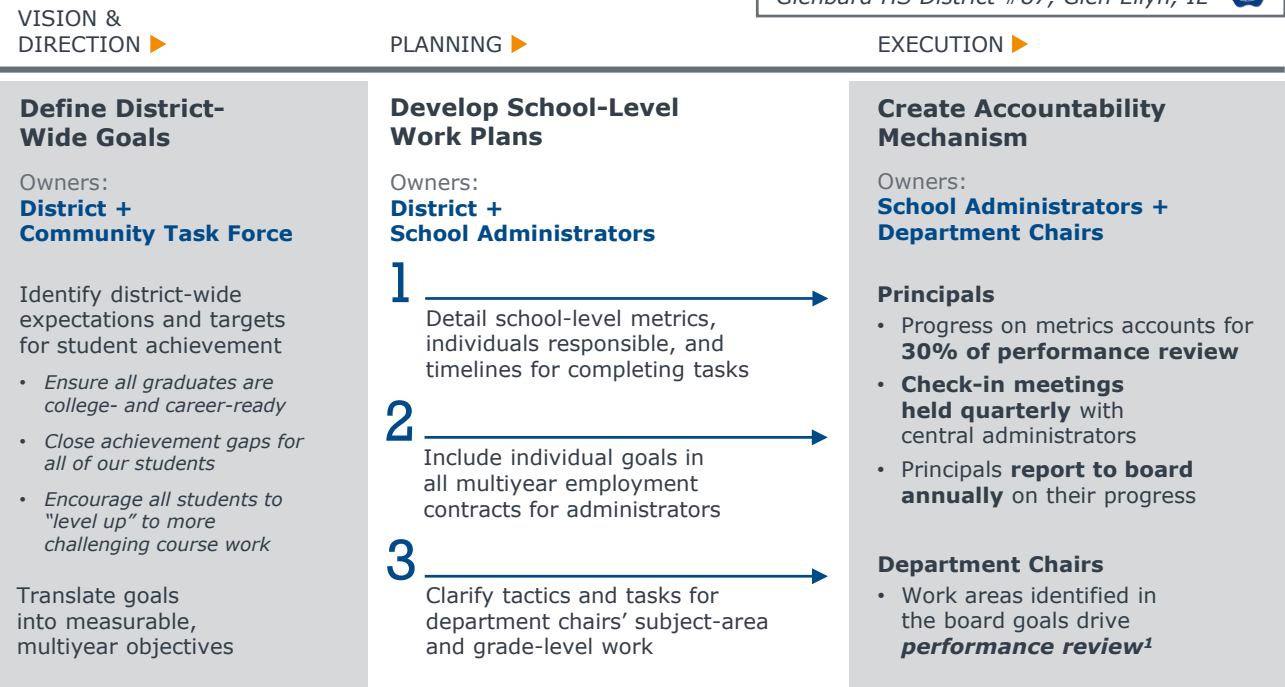 Glenbard HS District #87, Glen Ellyn, IL
VISION &
DIRECTION
PLANNING
EXECUTION
Define District-
Wide Goals
Owners:
District +
Community Task Force
Identify district-wide
expectations and targets
for student achievement
• Ensure all graduates are
college- and career-ready
• Close achievement gaps for
all of our students
• Encourage all students to
“level up” to more
challenging course work
Translate goals
into measurable,
multiyear objectives
Develop School-Level
Work Plans
Owners:
District +
School Administrators
1
Detail school-level metrics,
individuals responsible, and
timelines for completing tasks
2
Include individual goals in
all multiyear employment
contracts for administrators
3
Clarify tactics and tasks for
department chairs’ subject-area
and grade-level work
Create Accountability
Mechanism
Owners:
School Administrators +
Department Chairs
Principals
• Progress on metrics accounts for
30% of performance review
• Check-in meetings
held quarterly with
central administrators
• Principals report to board
annually on their progress
Department Chairs
• Work areas identified in
the board goals drive
performance review¹